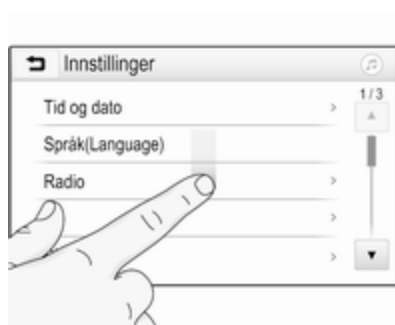 Innstillinger
1/3
Tid og dato
Språk(Language)
Radio